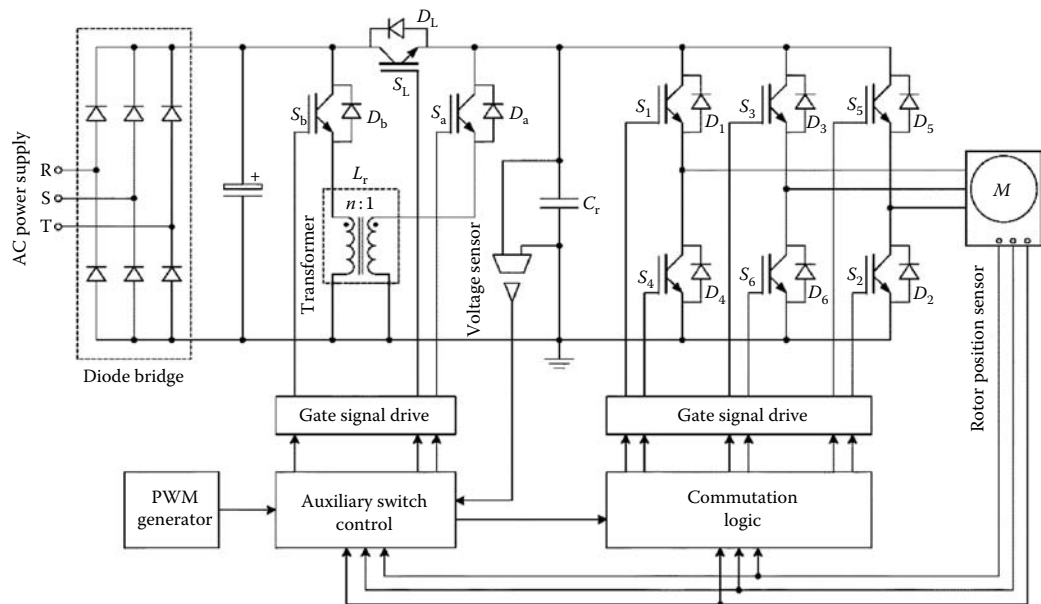 D_L
S_L
S_b
D_b
S_a
D_a
S_1
D_1
S_3
D_3
S_5
D_5
AC power supply
R
S
T
+
L_r
n : 1
Transformer
Voltage sensor
C_r
M
S_4
D_4
S_6
D_6
S_2
D_2
Rotor position sensor
Diode bridge
Gate signal drive
Gate signal drive
PWM
generator
Auxiliary switch
control
Commutation
logic